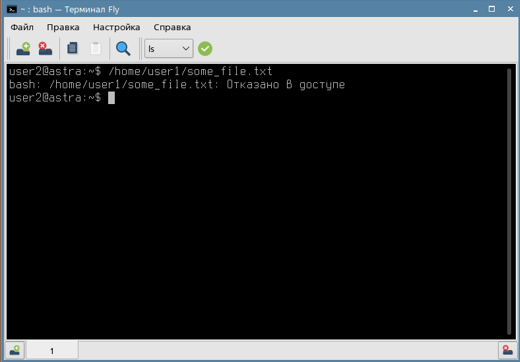 ~ : bash — Терминал Fly
Файл Правка Настройка Справка
ls
user2@astra:~$ /home/user1/some_file.txt
bash: /home/user1/some_file.txt: Отказано в доступе
user2@astra:~$
1